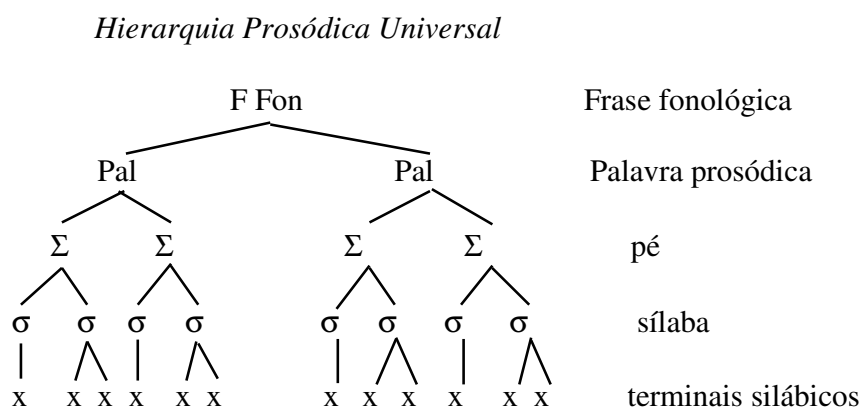 Hierarquia Prosódica Universal
F Fon Frase fonológica
Pal Pal Palavra prosódica
Σ Σ Σ Σ pé
σ σ σ σ σ σ σ σ sílaba
x x x x x x x x x x x x terminais silábicos